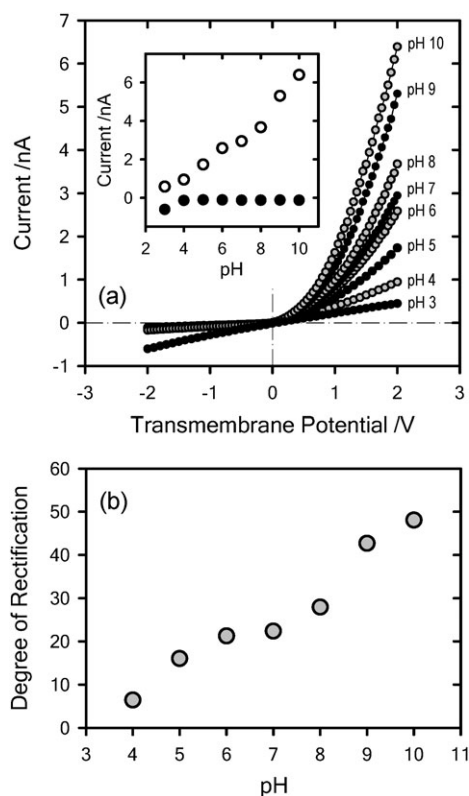 7
6
5
4
3
2
1
0
-1
Current /nA
6
4
2
0
Current /nA
2 4 6 8 10
pH
pH 10
pH 9
pH 8
pH 7
pH 6
pH 5
pH 4
pH 3
(a)
-3 -2 -1 0 1 2 3
Transmembrane Potential /V
60
50
40
30
20
10
0
Degree of Rectification
(b)
3 4 5 6 7 8 9 10 11
pH